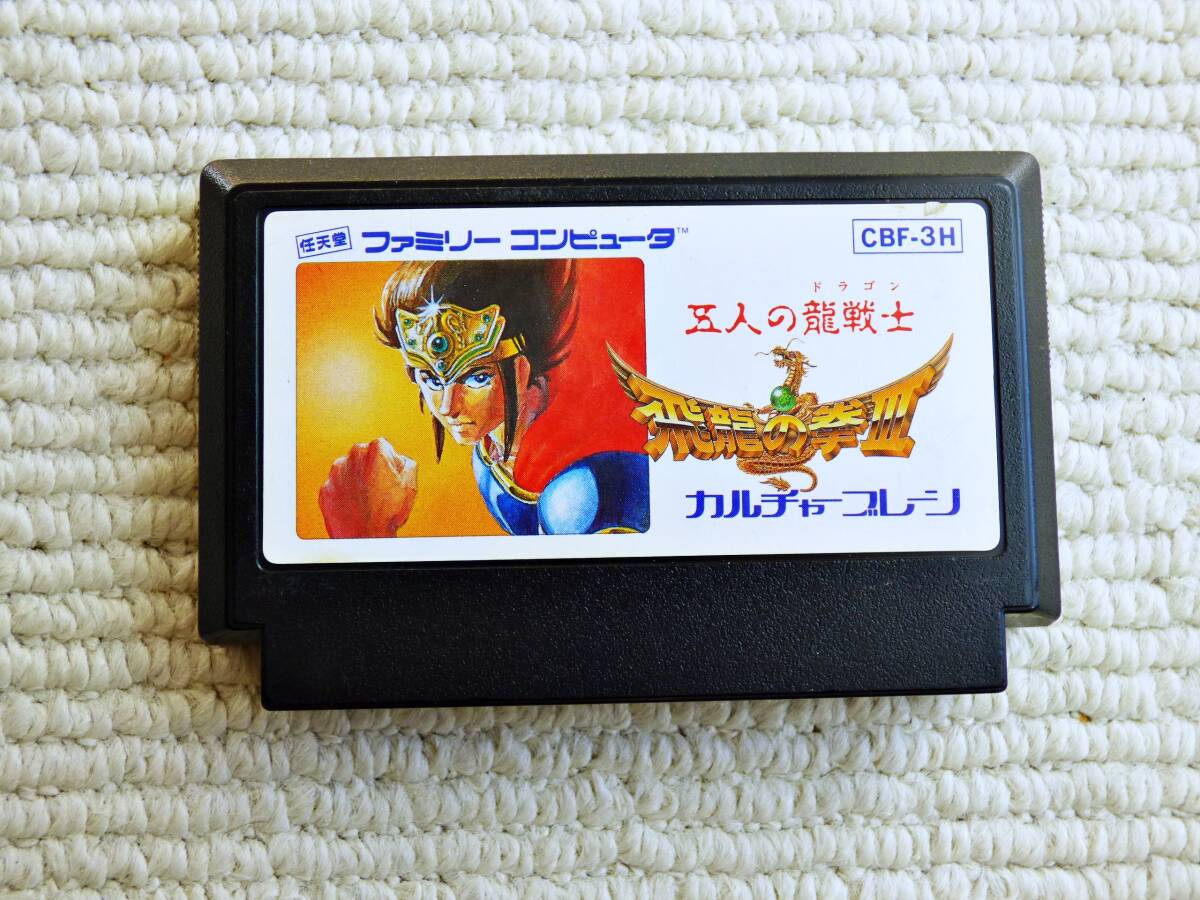 任天堂 ファミリー コンピュータ™
CBF-3H
ドラゴン
五人の龍戦士
飛龍の拳III
カルチャーブレーン